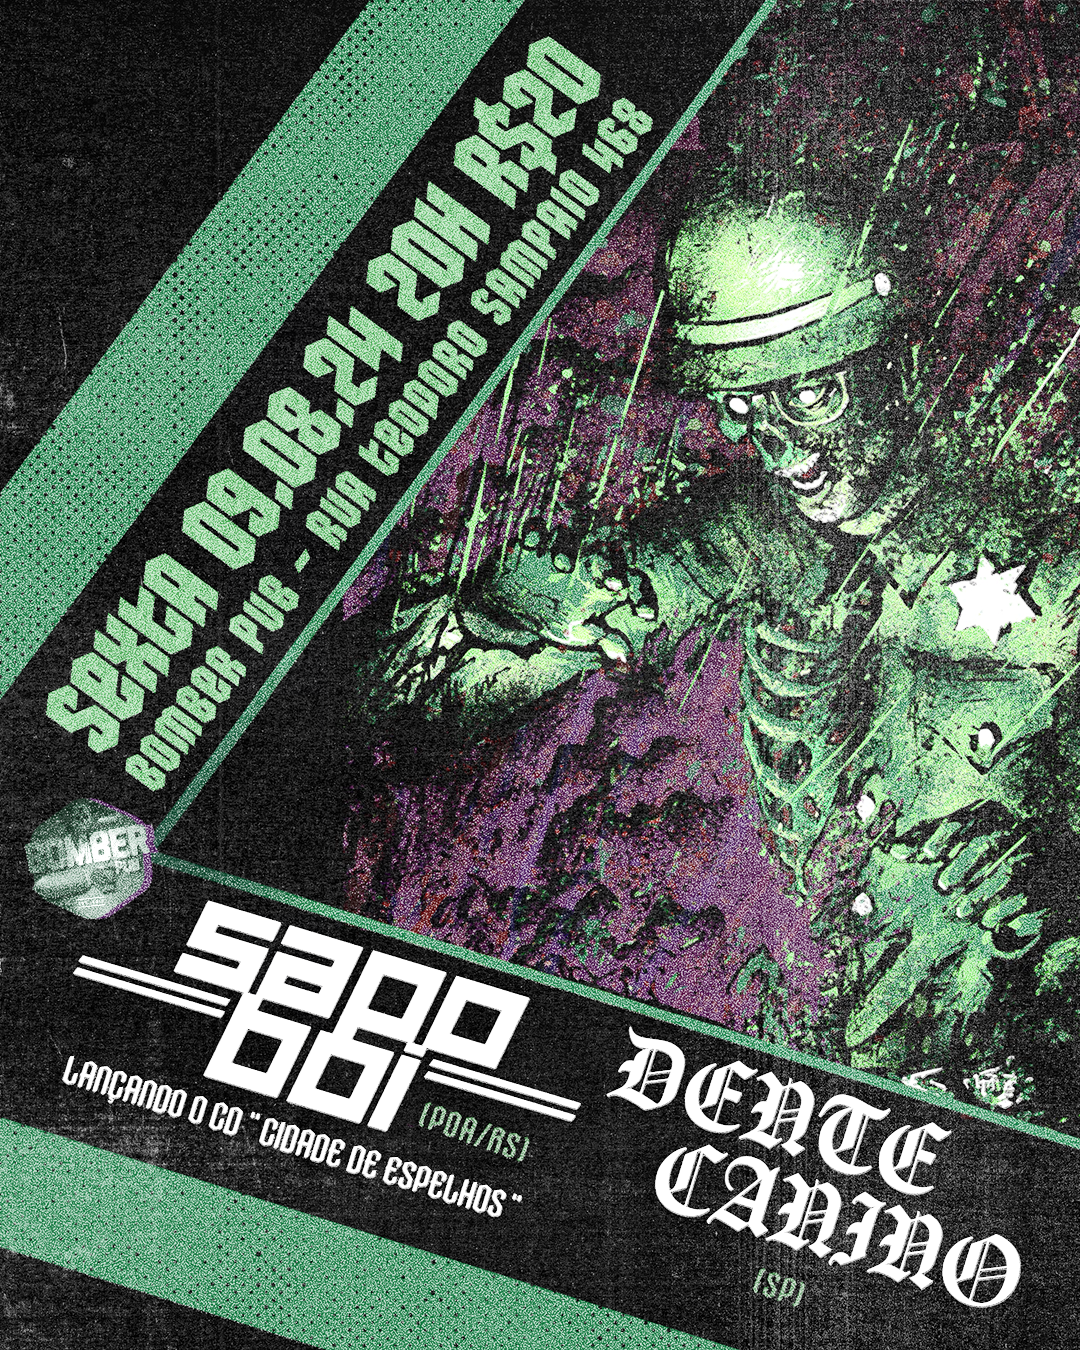 SEXTA 09.08.24 20H R$20
BOMBER PUB - RUA TEODORO SAMPAIO 468
BOMBER
PUB
sapo
boi
(POA/RS)
LANÇANDO O CD "CIDADE DE ESPELHOS"
DENTE
CANINO
(SP)